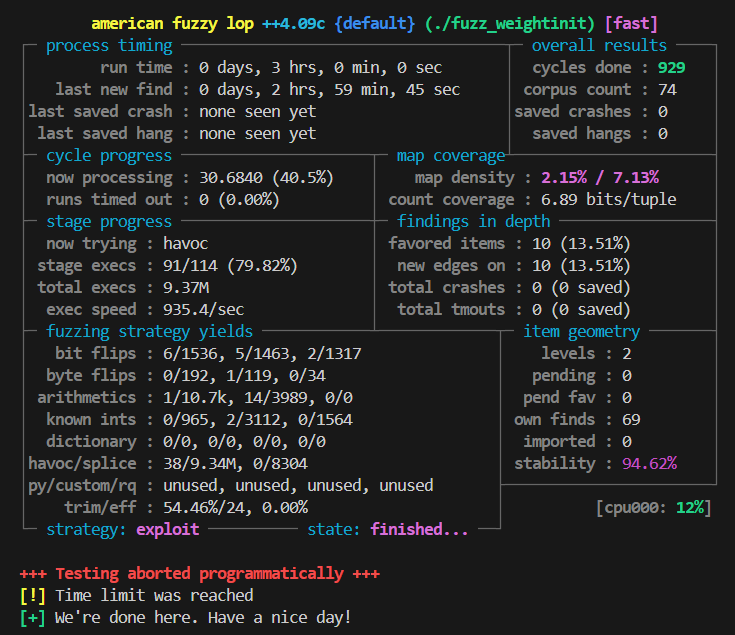 american fuzzy lop ++4.09c {default} (./fuzz_weightinit) [fast]
process timing overall results
run time : 0 days, 3 hrs, 0 min, 0 sec cycles done : 929
last new find : 0 days, 2 hrs, 59 min, 45 sec corpus count : 74
last saved crash : none seen yet saved crashes : 0
last saved hang : none seen yet saved hangs : 0
cycle progress map coverage
now processing : 30.6840 (40.5%) map density : 2.15% / 7.13%
runs timed out : 0 (0.00%) count coverage : 6.89 bits/tuple
stage progress findings in depth
now trying : havoc favored items : 10 (13.51%)
stage execs : 91/114 (79.82%) new edges on : 10 (13.51%)
total execs : 9.37M total crashes : 0 (0 saved)
exec speed : 935.4/sec total tmouts : 0 (0 saved)
fuzzing strategy yields item geometry
bit flips : 6/1536, 5/1463, 2/1317 levels : 2
byte flips : 0/192, 1/119, 0/34 pending : 0
arithmetics : 1/10.7k, 14/3989, 0/0 pend fav : 0
known ints : 0/965, 2/3112, 0/1564 own finds : 69
dictionary : 0/0, 0/0, 0/0, 0/0 imported : 0
havoc/splice : 38/9.34M, 0/8304 stability : 94.62%
py/custom/rq : unused, unused, unused, unused
trim/eff : 54.46%/24, 0.00% [cpu000: 12%]
strategy: exploit state: finished...
+++ Testing aborted programmatically +++
[!] Time limit was reached
[+] We're done here. Have a nice day!